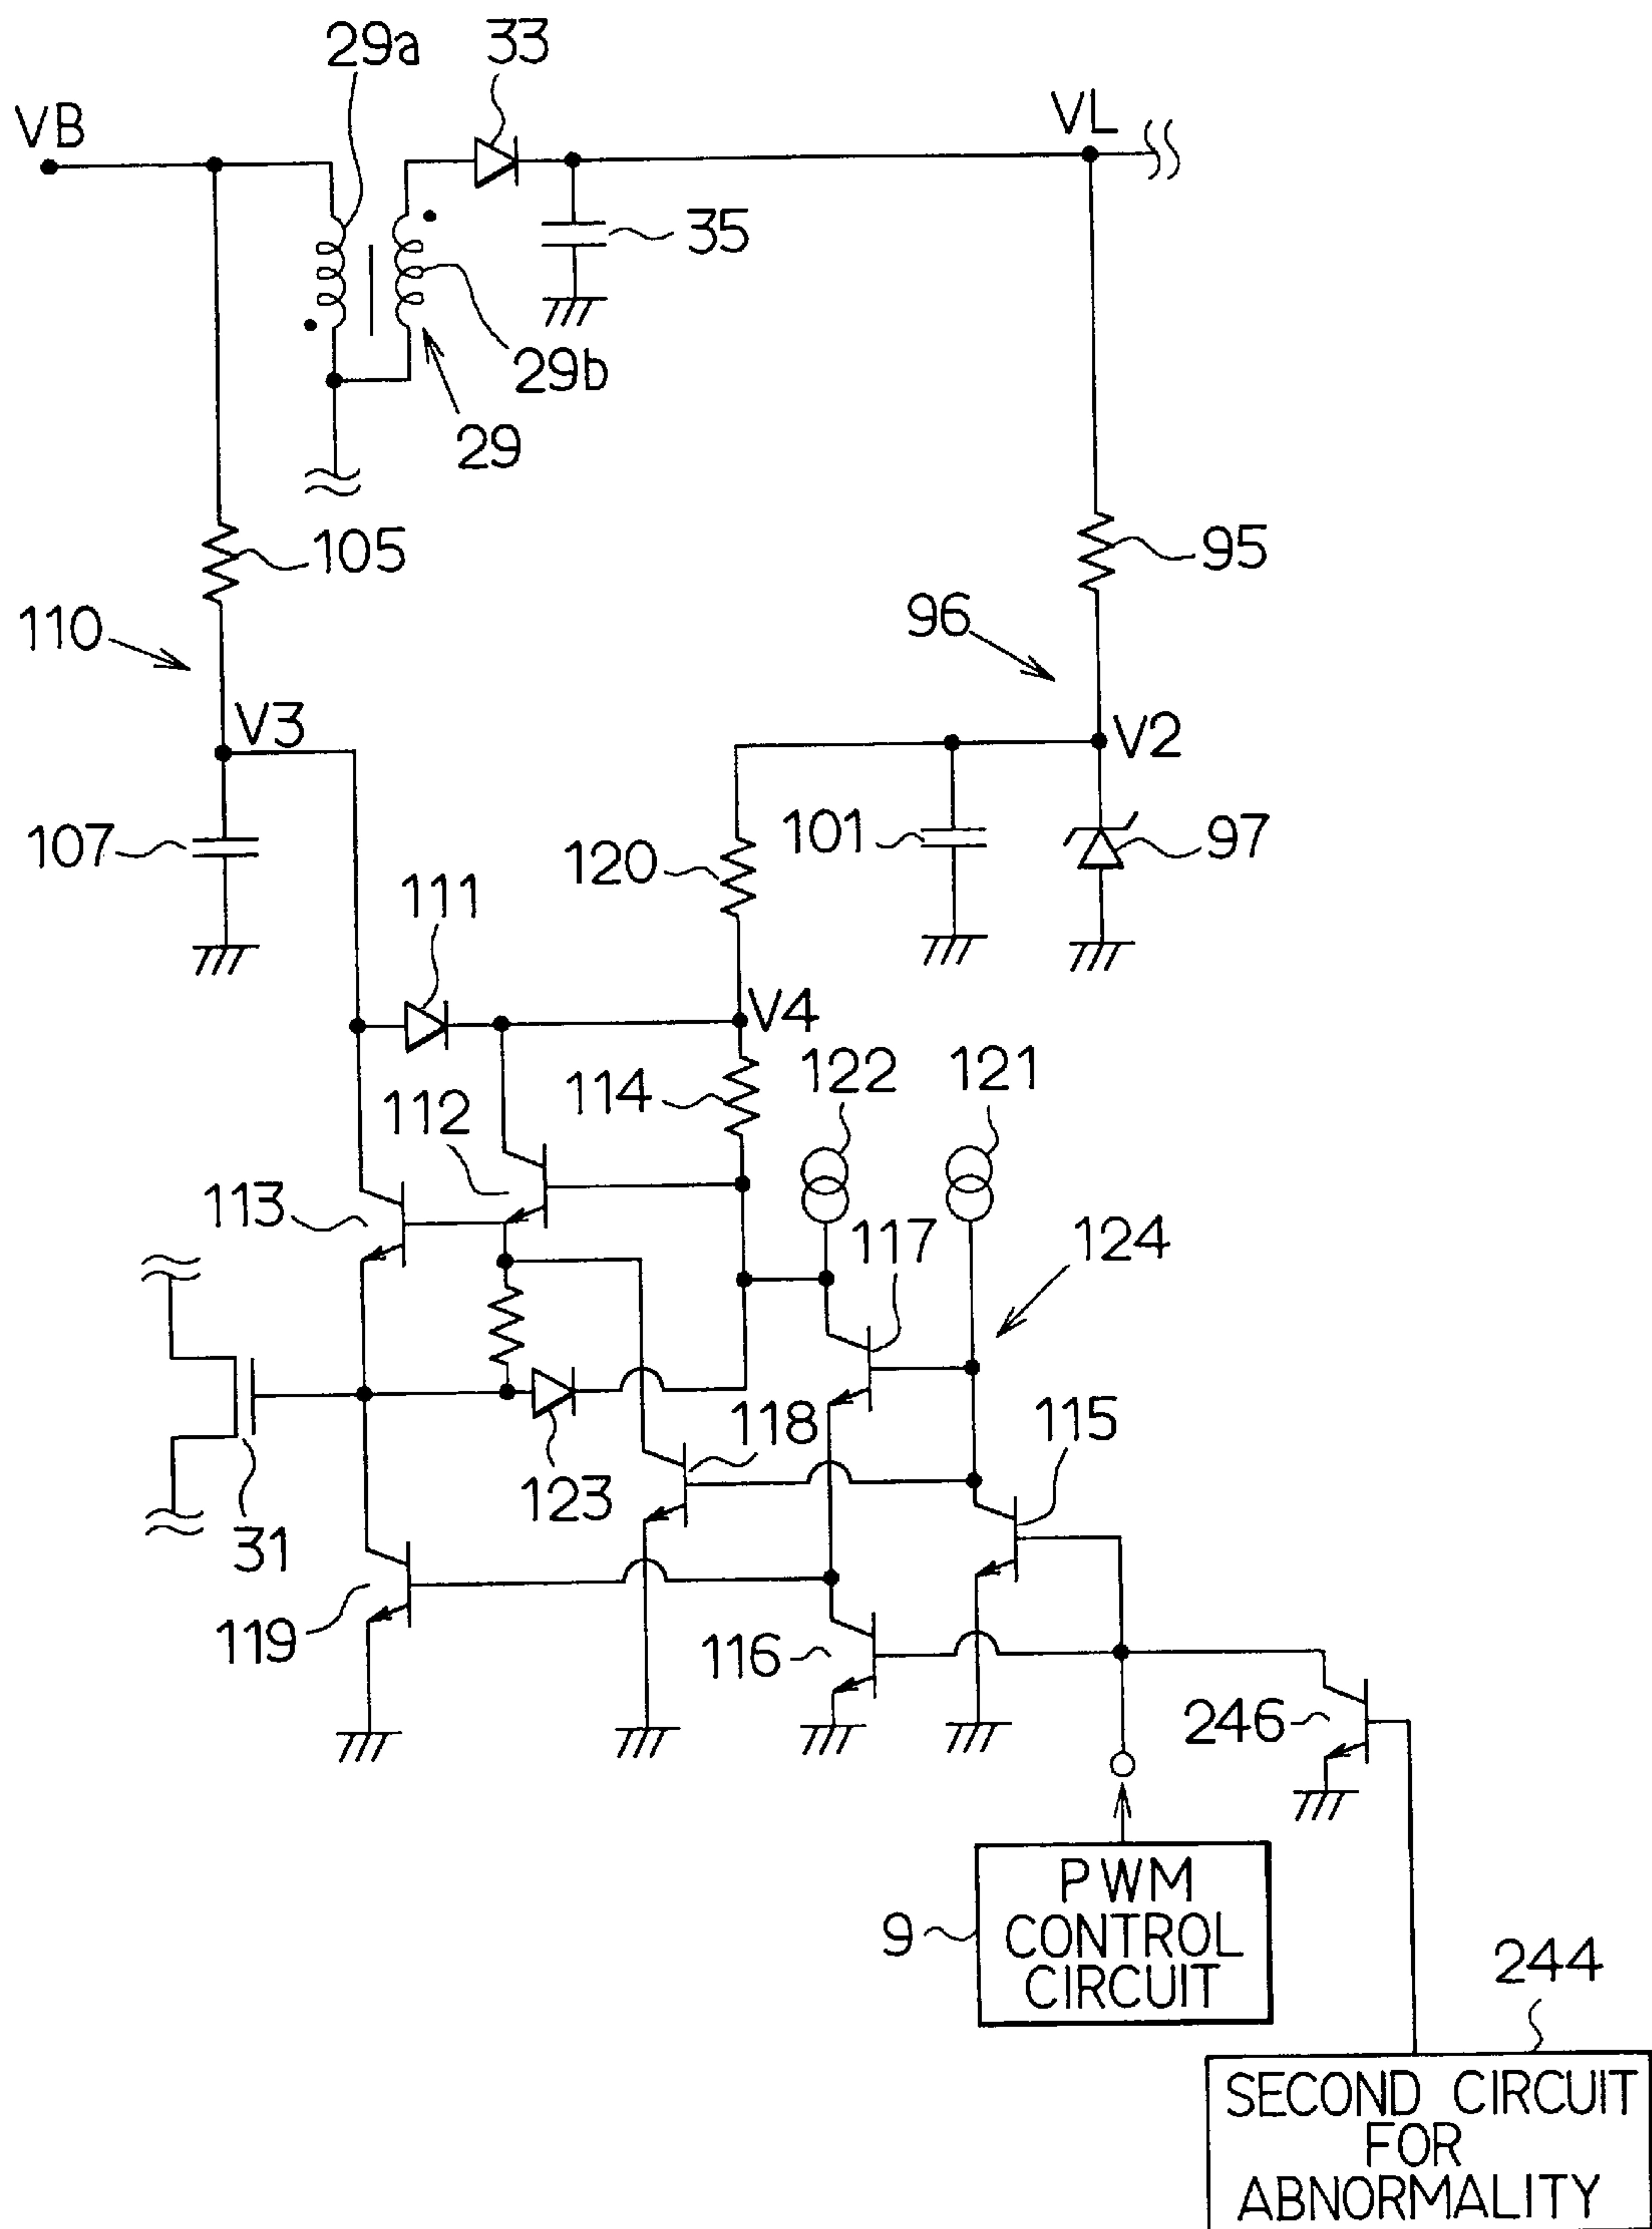 29a
33
VB
VL
35
29b
29
105
95
110
96
V3
V2
107
101
97
120
111
V4
122
121
114
112
113
117
124
118
115
123
31
119
116
246
PWM
CONTROL
CIRCUIT
9
244
SECOND CIRCUIT
FOR
ABNORMALITY